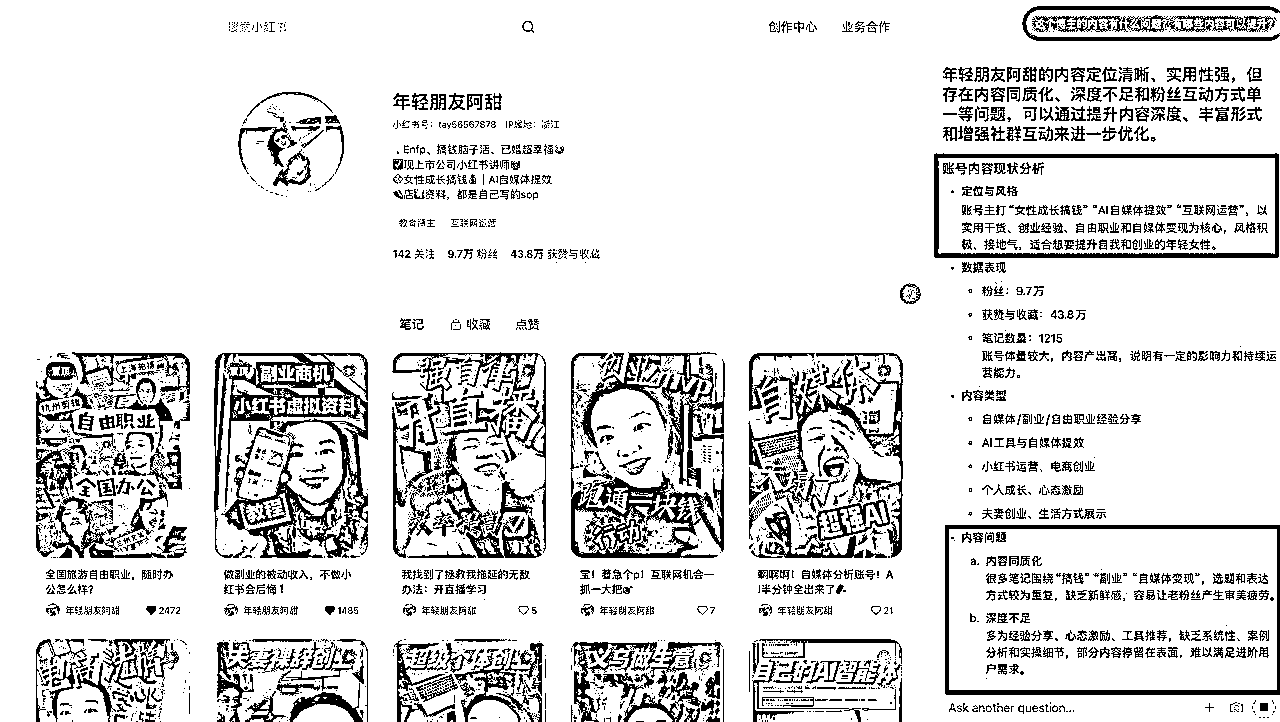 搜索小红书
创作中心
业务合作
这个博主的内容有什么问题？有哪些内容可以提升？
年轻朋友阿甜
小红书号：tay56567878 IP属地：浙江
Enfp、搞钱脑子活、已婚超幸福
现上市公司小红书讲师
女性成长搞钱 | AI自媒体提效
店铺资料，都是自己写的sop
教育博主 互联网运营
142 关注 9.7万 粉丝 43.8万 获赞与收藏
笔记
收藏
点赞
置顶
自由职业
全国办公
全国旅游自由职业，随时办
公怎么样？
年轻朋友阿甜
2472
置顶
副业商机
小红书虚拟资料
教程
做副业的被动收入，不做小
红书会后悔！
年轻朋友阿甜
1485
强育律
开直播
我找到了拯救我拖延的无数
办法：开直播学习
年轻朋友阿甜
5
创业mvp
行动
宝！替急个p！互联网机会一
抓一大把
年轻朋友阿甜
7
自媒体
超强AI
啊啊啊！自媒体分析账号！A
I半分钟全出来了
年轻朋友阿甜
21
夫妻裸辞创业
超级个体创业
义乌做生意
自己的AI智能体
年轻朋友阿甜的内容定位清晰、实用性强，但
存在内容同质化、深度不足和粉丝互动方式单
一等问题，可以通过提升内容深度、丰富形式
和增强社群互动来进一步优化。
账号内容现状分析
• 定位与风格
账号主打“女性成长搞钱”“AI自媒体提效”“互联网运营”，以
实用干货、创业经验、自由职业和自媒体变现为核心，风格积
极、接地气，适合想要提升自我和创业的年轻女性。
• 数据表现
粉丝：9.7万
获赞与收藏：43.8万
笔记数量：1215
账号体量较大，内容产出高，说明有一定的影响力和持续运
营能力。
• 内容类型
自媒体/副业/自由职业经验分享
AI工具与自媒体提效
小红书运营、电商创业
个人成长、心态激励
夫妻创业、生活方式展示
• 内容问题
a. 内容同质化
很多笔记围绕“搞钱”“副业”“自媒体变现”，选题和表达
方式较为重复，缺乏新鲜感，容易让老粉丝产生审美疲劳。
b. 深度不足
多为经验分享、心态激励、工具推荐，缺乏系统性、案例
分析和实操细节，部分内容停留在表面，难以满足进阶用
户需求。
Ask another question...